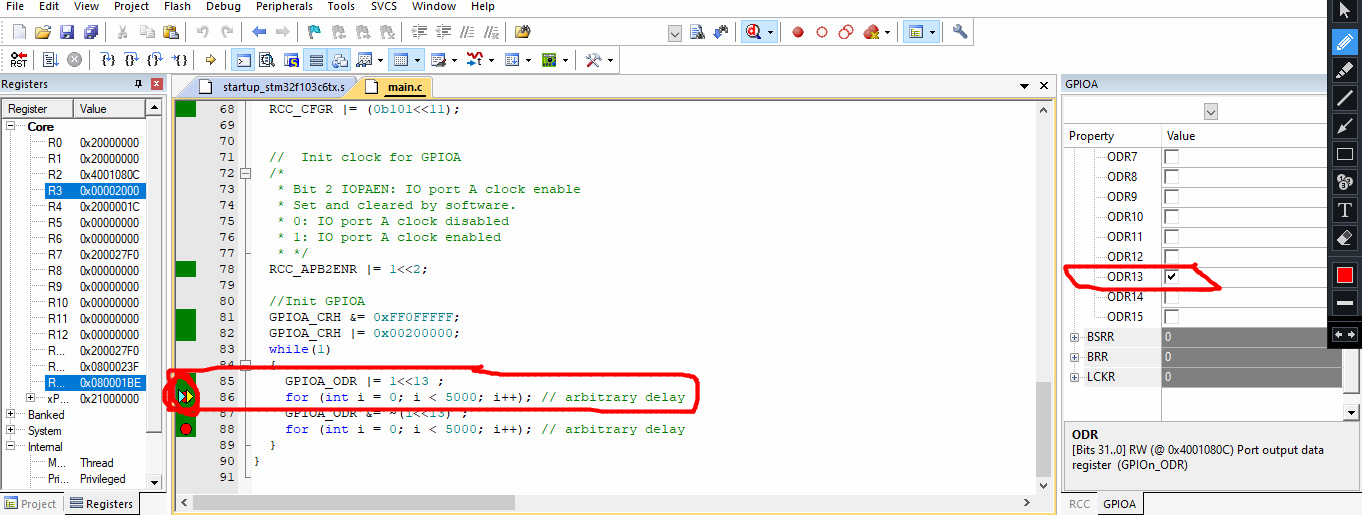 File Edit View Project Flash Debug Peripherals Tools SVCS Window Help
RST
Registers
Register Value
Core
R0 0x20000000
R1 0x20000000
R2 0x4001080C
R3 0x00002000
R4 0x2000001C
R5 0x00000000
R6 0x00000000
R7 0x200027F0
R8 0x00000000
R9 0x00000000
R10 0x00000000
R11 0x00000000
R12 0x00000000
R... 0x200027F0
R... 0x0800023F
R... 0x080001BE
xP... 0x21000000
Banked
System
Internal
M... Thread
Pri... Privileged
Project Registers
startup_stm32f103c6tx.s main.c
68 RCC_CFGR |= (0b101<<11);
69
70
71 //  Init clock for GPIOA
72 /*
73 * Bit 2 IOPAEN: IO port A clock enable
74 * Set and cleared by software.
75 * 0: IO port A clock disabled
76 * 1: IO port A clock enabled
77 * */
78 RCC_APB2ENR |= 1<<2;
79
80 //Init GPIOA
81 GPIOA_CRH &= 0xFF0FFFFF;
82 GPIOA_CRH |= 0x00200000;
83 while(1)
84 {
85 GPIOA_ODR |= 1<<13 ;
86 for (int i = 0; i < 5000; i++); // arbitrary delay
87 GPIOA_ODR &= ~(1<<13) ;
88 for (int i = 0; i < 5000; i++); // arbitrary delay
89 }
90 }
91
GPIOA
Property Value
ODR7
ODR8
ODR9
ODR10
ODR11
ODR12
ODR13
ODR14
ODR15
BSRR 0
BRR 0
LCKR 0
ODR
[Bits 31..0] RW (@ 0x4001080C) Port output data
register (GPIOn_ODR)
RCC GPIOA
T